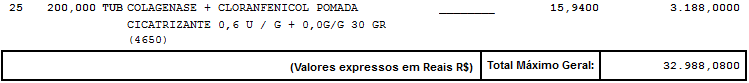 25 200,000 TUB COLAGENASE + CLORANFENICOL POMADA ________ 15,9400 3.188,0000
CICATRIZANTE 0,6 U / G + 0,0G/G 30 GR
(4650)
(Valores expressos em Reais R$) Total Máximo Geral: 32.988,0800